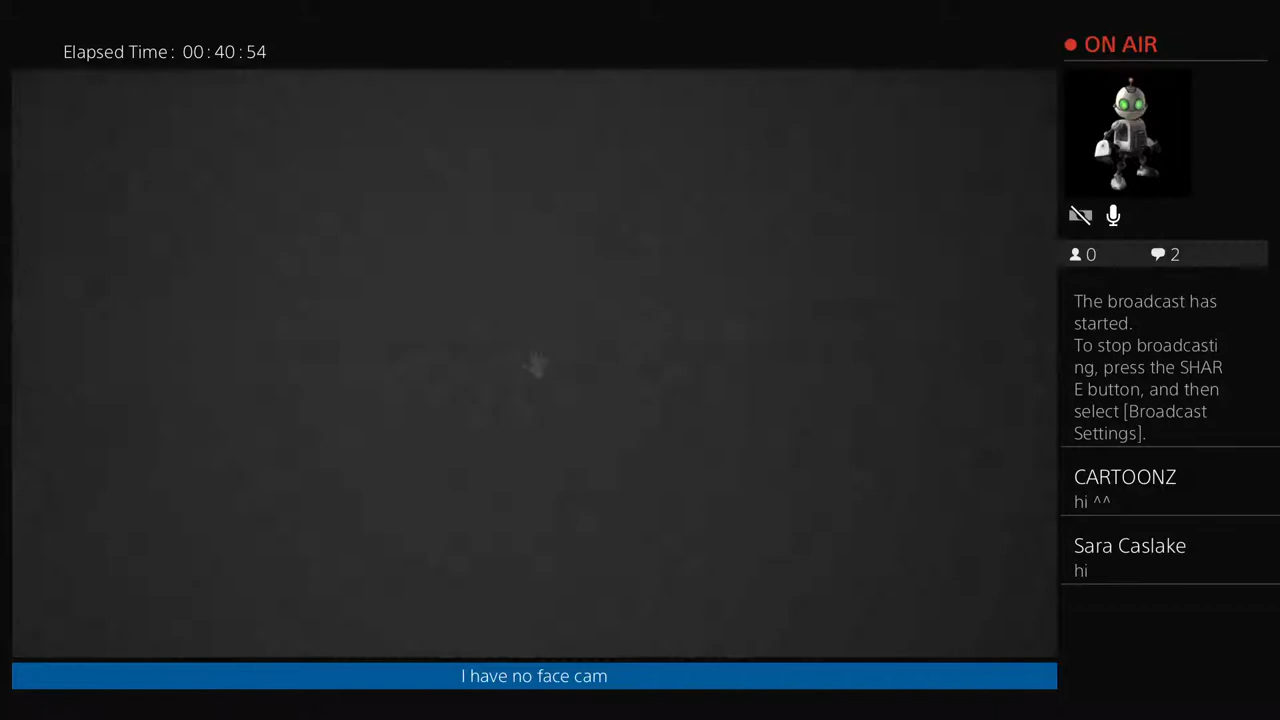 Elapsed Time: 00:40:54
ON AIR
0 2
The broadcast has
started.
To stop broadcasti
ng, press the SHAR
E button, and then
select [Broadcast
Settings].
CARTOONZ
hi ^^
Sara Caslake
hi
I have no face cam